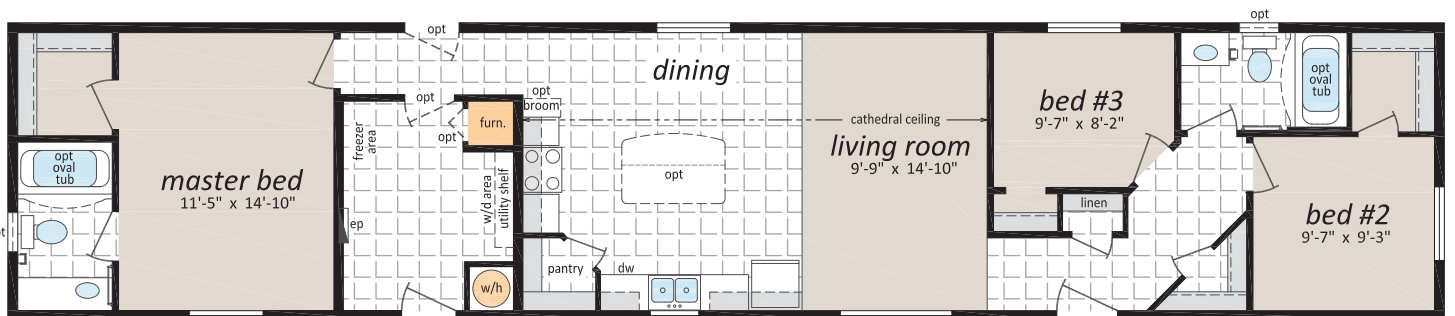 opt
opt
opt
oval
tub
master bed
11'-5" x 14'-10"
opt
opt
opt
freezer
area
furn.
w/d area
utility shelf
ep
w/h
opt
broom
dining
opt
pantry
dw
cathedral ceiling
living room
9'-9" x 14'-10"
bed #3
9'-7" x 8'-2"
linen
opt
oval
tub
bed #2
9'-7" x 9'-3"